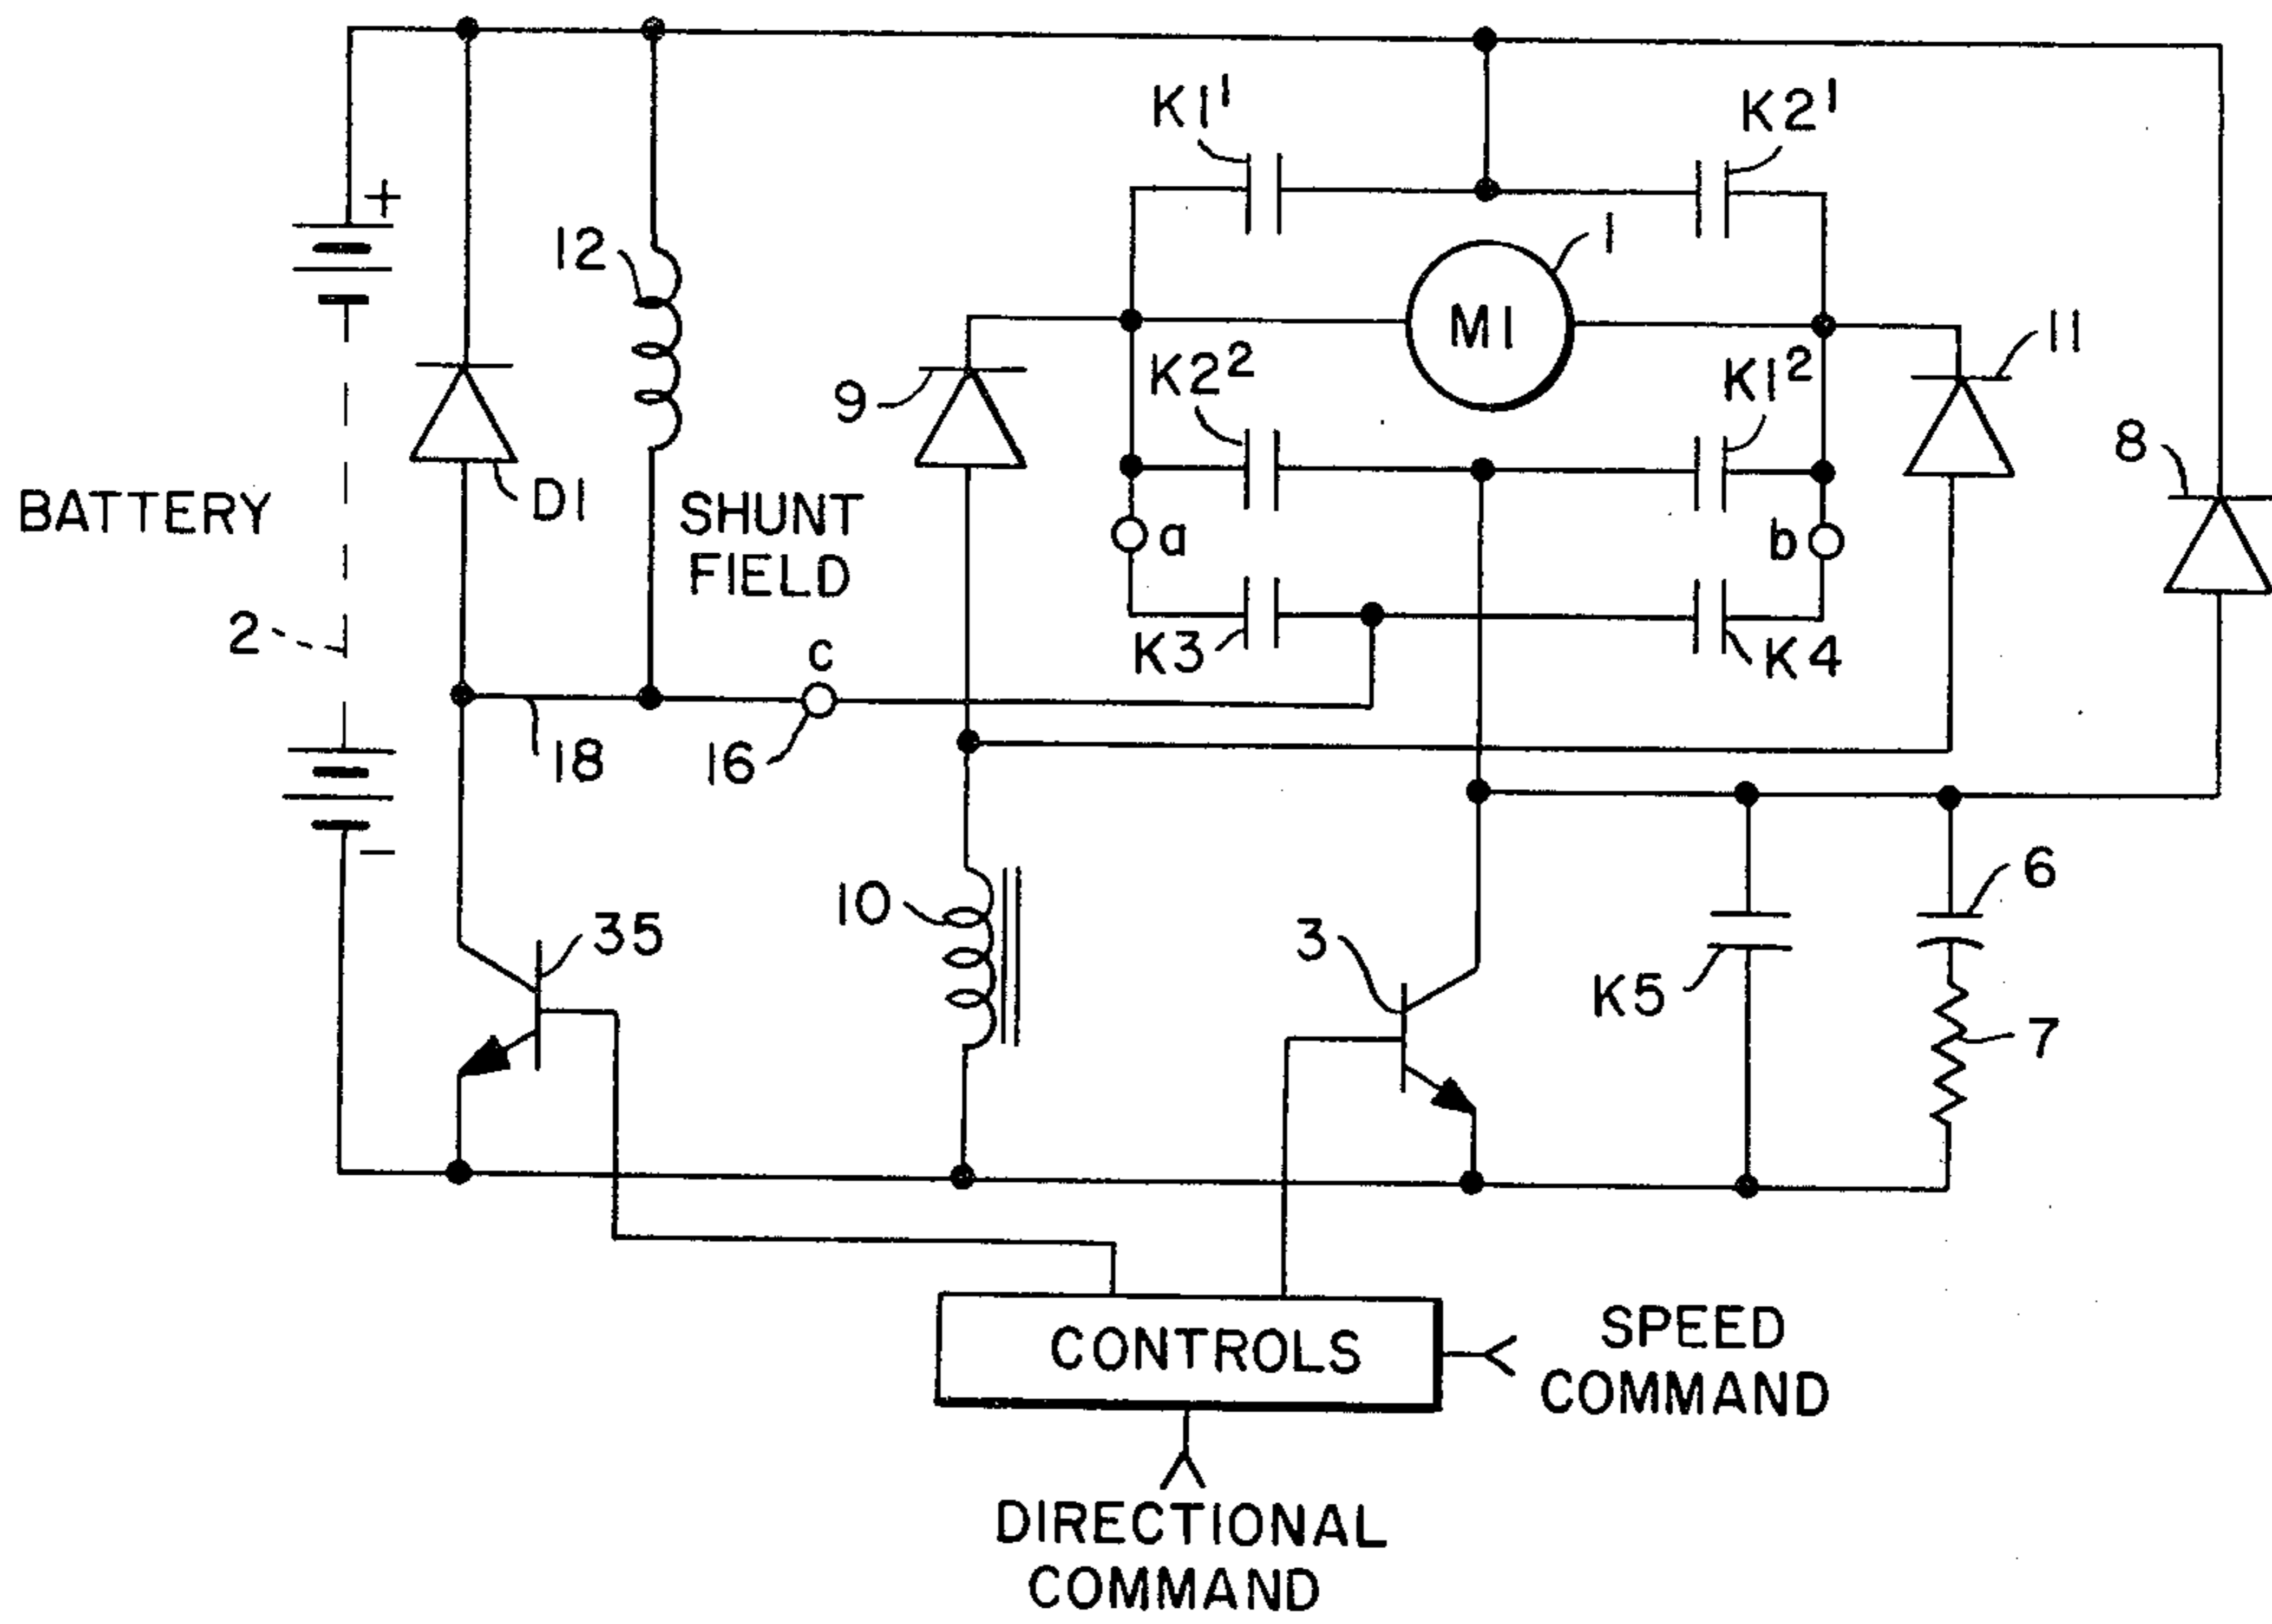 K1¹
K2¹
+
12
1
M1
11
K2²
K1²
9
8
BATTERY
D1
SHUNT
FIELD
a
b
2
K3
K4
c
18
16
−
10
35
3
6
K5
7
CONTROLS
SPEED
COMMAND
DIRECTIONAL
COMMAND